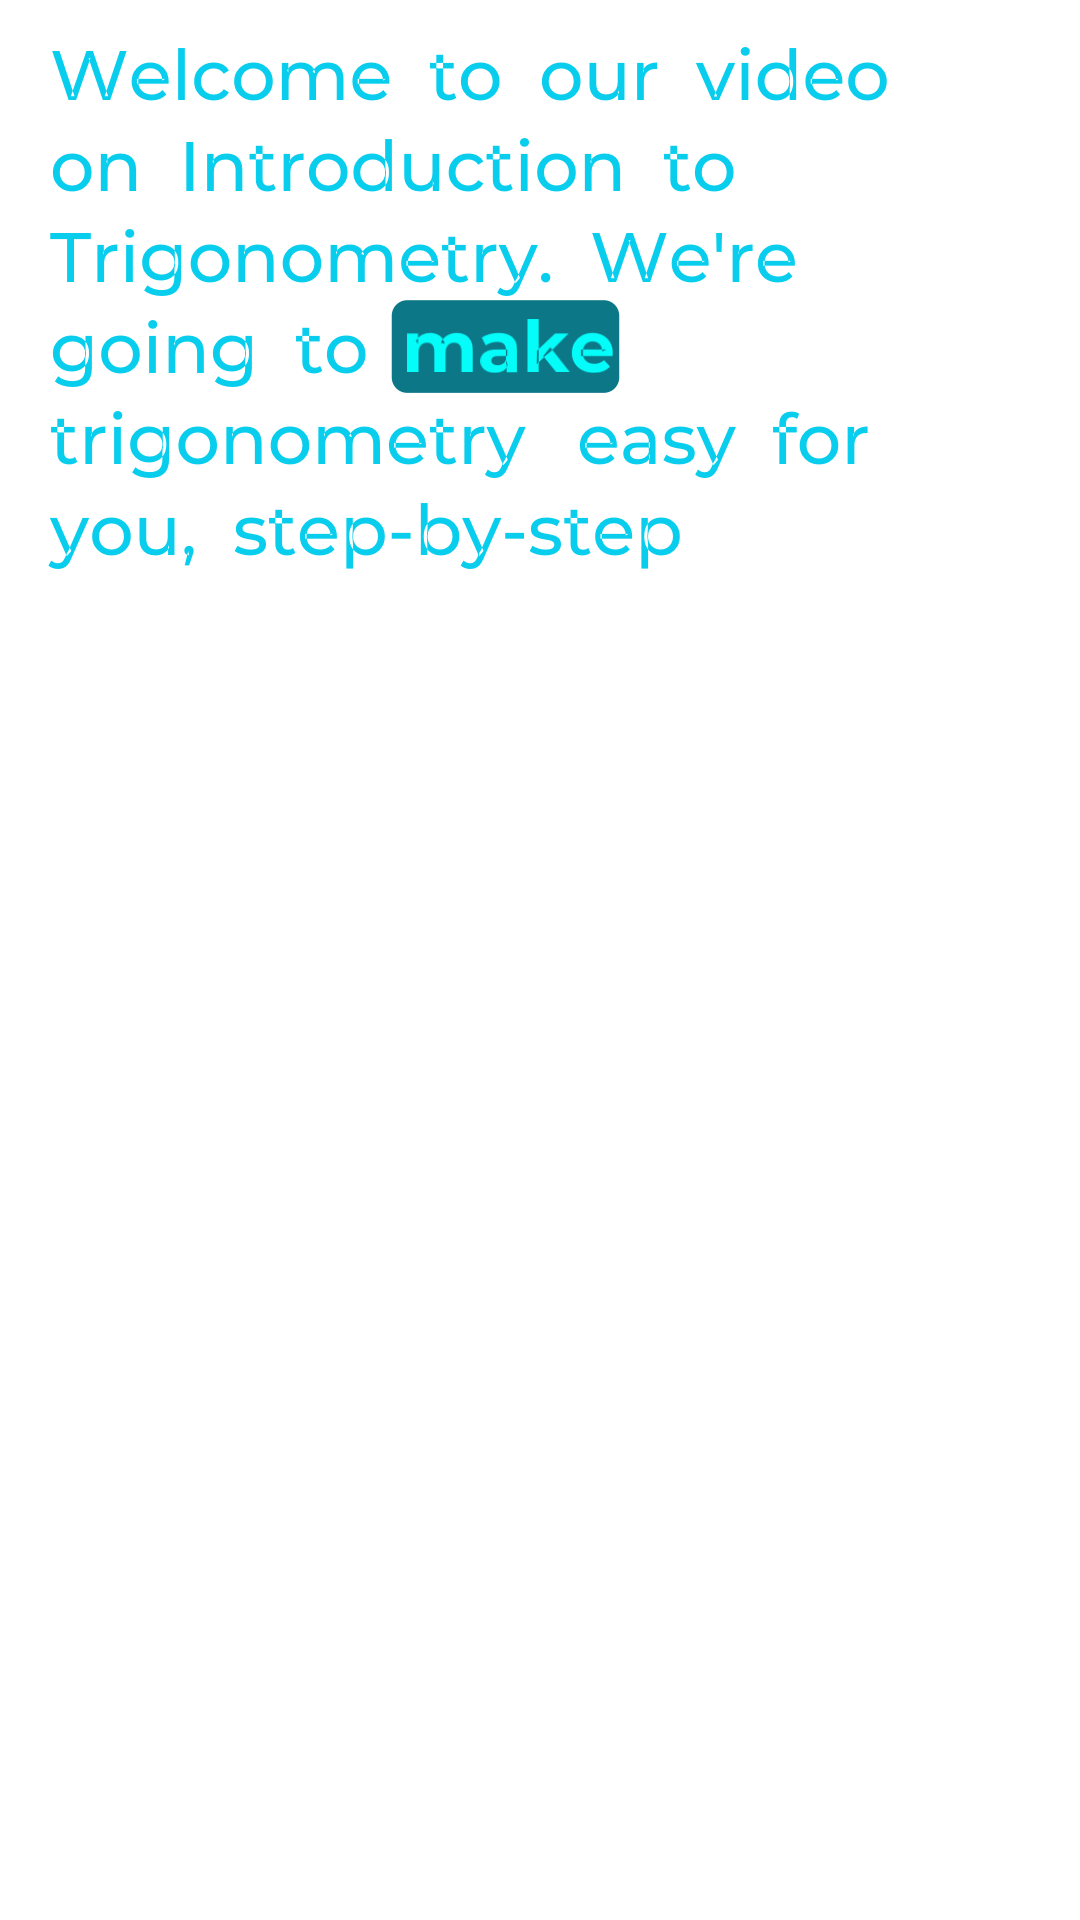 Welcome to our video
on Introduction to
Trigonometry. We're
going to make
trigonometry easy for
you, step-by-step